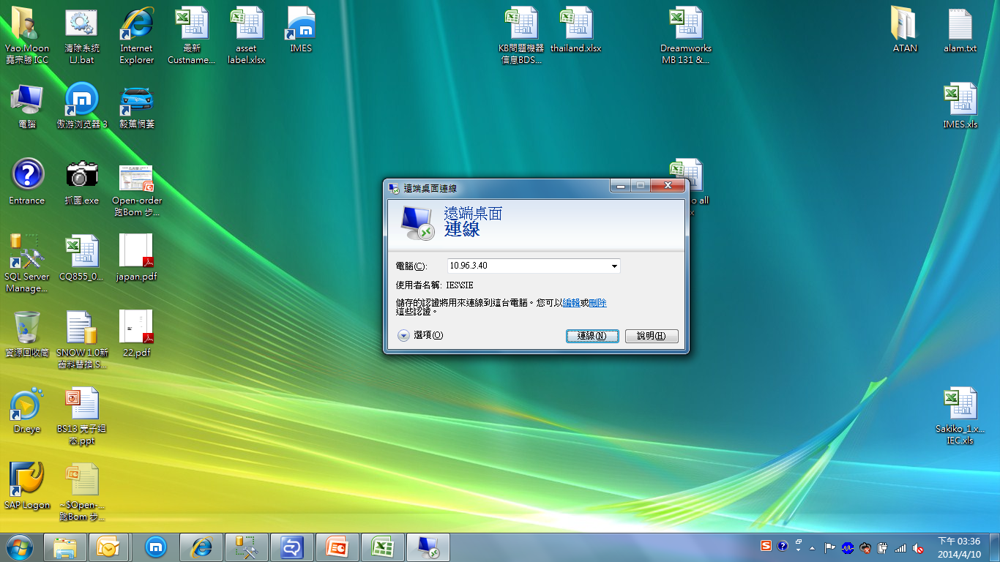 Yao.Moon
堯宗勝 ICC
清除系統
LJ.bat
Internet
Explorer
最新
Custname...
asset
label.xlsx
IMES
KB問題機器
信息BDS...
thailand.xlsx
Dreamworks
MB 131 &...
ATAN
alam.txt
電腦
傲游浏览器 3
IMES.xls
Entrance
抓圖.exe
Open-order
跑Bom 步...
o all
x
遠端桌面連線
遠端桌面
連線
電腦(C):
10.96.3.40
使用者名稱: IES\SIE
儲存的認證將用來連線到這台電腦。您可以編輯或刪除
這些認證。
選項(O)
連線(N)
說明(H)
SQL Server
Manage...
CQ855_0...
japan.pdf
資源回收筒
SNOW 1.0新
舊料替換.S...
22.pdf
Dr.eye
BS13 壳子组
态.ppt
Sakiko_1.x...
IEC.xls
SAP Logon
~$Open-...
跑Bom 步...
下午 03:36
2014/4/10